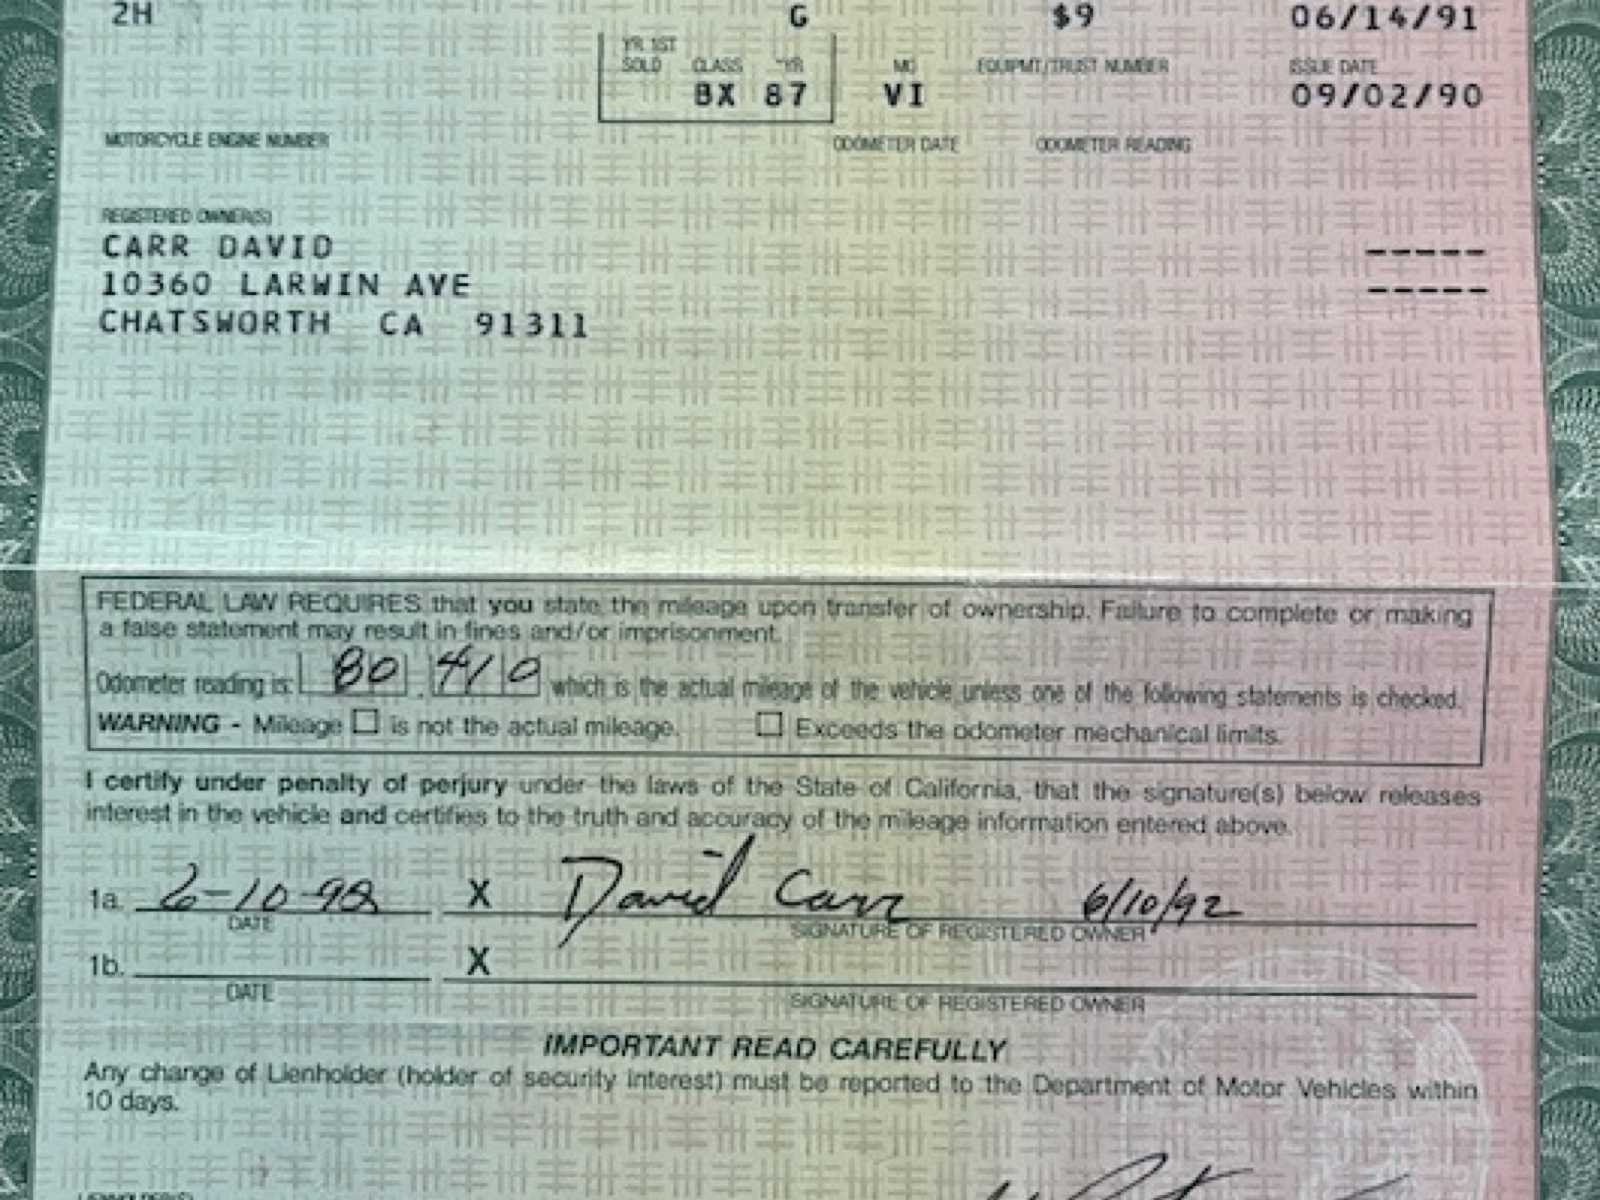 2H G $9 06/14/91
YR 1ST
SOLD CLASS *YR MO EQUIPMT/TRUST NUMBER ISSUE DATE
BX 87 VI 09/02/90
MOTORCYCLE ENGINE NUMBER ODOMETER DATE ODOMETER READING
REGISTERED OWNER(S)
CARR DAVID -----
10360 LARWIN AVE -----
CHATSWORTH CA 91311
FEDERAL LAW REQUIRES that you state the mileage upon transfer of ownership. Failure to complete or making
a false statement may result in fines and/or imprisonment.
Odometer reading is: 80,410 which is the actual mileage of the vehicle unless one of the following statements is checked.
WARNING - Mileage ☐ is not the actual mileage. ☐ Exceeds the odometer mechanical limits.
I certify under penalty of perjury under the laws of the State of California, that the signature(s) below releases
interest in the vehicle and certifies to the truth and accuracy of the mileage information entered above.
1a. 6-10-92 X David Carr 6/10/92
DATE SIGNATURE OF REGISTERED OWNER
1b. X
DATE SIGNATURE OF REGISTERED OWNER
IMPORTANT READ CAREFULLY
Any change of Lienholder (holder of security interest) must be reported to the Department of Motor Vehicles within
10 days.
LIENHOLDER(S)